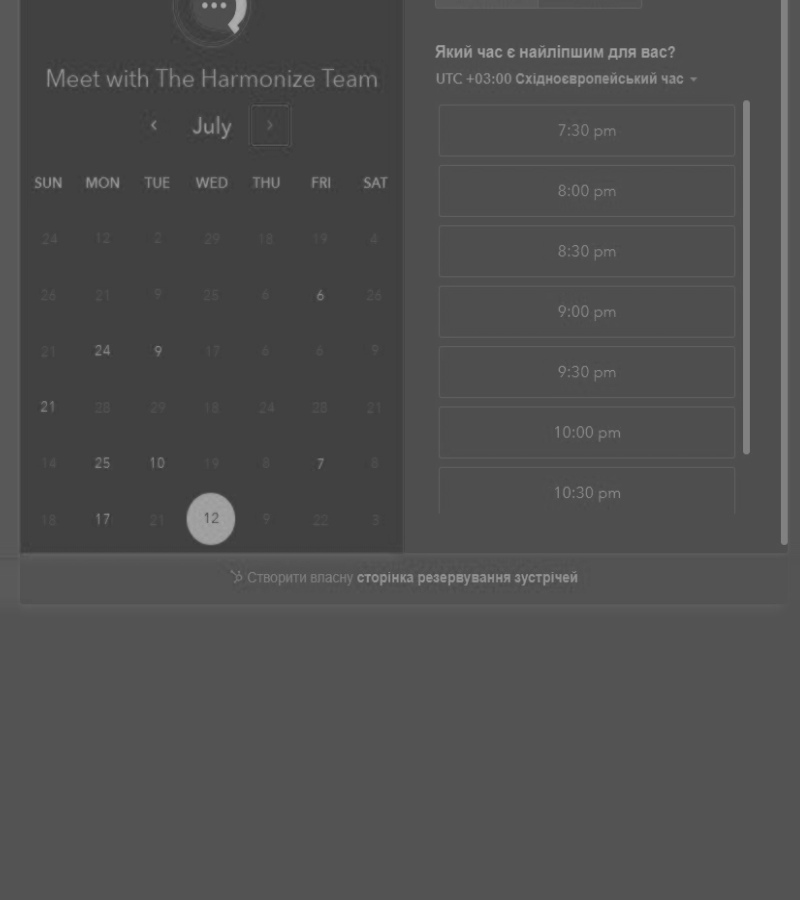 Meet with The Harmonize Team
July
SUN MON TUE WED THU FRI SAT
24 12 2 29 18 19 4
26 21 9 25 6 6 26
21 24 9 17 6 6 9
21 28 29 18 24 28 21
14 25 10 19 8 7 8
18 17 21 12 9 22 3
Який час є найліпшим для вас?
UTC +03:00 Східноєвропейський час
7:30 pm
8:00 pm
8:30 pm
9:00 pm
9:30 pm
10:00 pm
10:30 pm
Створити власну сторінка резервування зустрічей